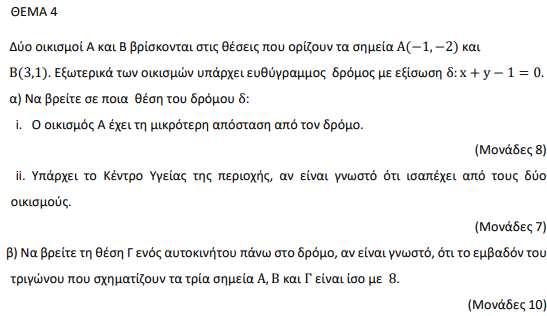 ΘΕΜΑ 4
Δύο οικισμοί Α και Β βρίσκονται στις θέσεις που ορίζουν τα σημεία Α(−1, −2) και
Β(3,1). Εξωτερικά των οικισμών υπάρχει ευθύγραμμος δρόμος με εξίσωση δ: x + y − 1 = 0.
α) Να βρείτε σε ποια θέση του δρόμου δ:
i. Ο οικισμός Α έχει τη μικρότερη απόσταση από τον δρόμο.
(Μονάδες 8)
ii. Υπάρχει το Κέντρο Υγείας της περιοχής, αν είναι γνωστό ότι ισαπέχει από τους δύο
οικισμούς.
(Μονάδες 7)
β) Να βρείτε τη θέση Γ ενός αυτοκινήτου πάνω στο δρόμο, αν είναι γνωστό, ότι το εμβαδόν του
τριγώνου που σχηματίζουν τα τρία σημεία Α, Β και Γ είναι ίσο με 8.
(Μονάδες 10)